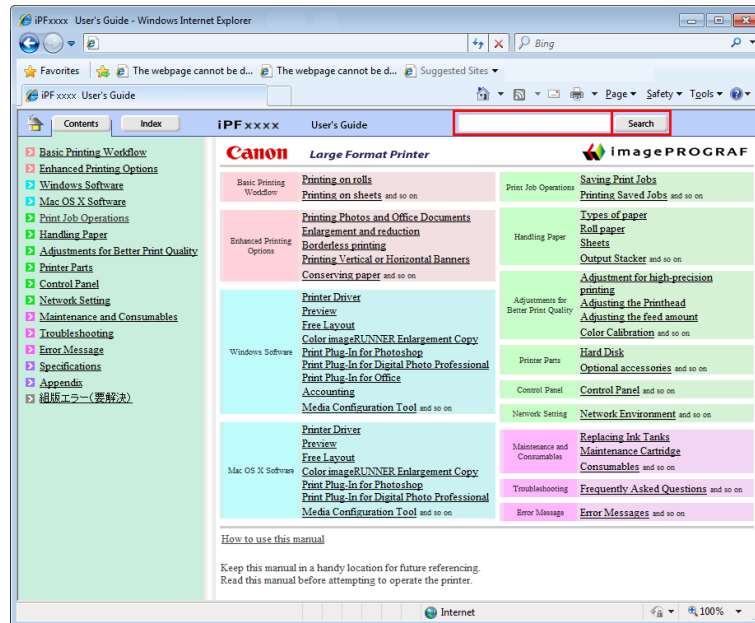 iPFxxxx User's Guide - Windows Internet Explorer
Bing
Favorites
The webpage cannot be d...
The webpage cannot be d...
Suggested Sites
iPF xxxx User's Guide
Page
Safety
Tools
Contents
Index
iPF xxxx
User's Guide
Search
Basic Printing Workflow
Enhanced Printing Options
Windows Software
Mac OS X Software
Print Job Operations
Handling Paper
Adjustments for Better Print Quality
Printer Parts
Control Panel
Network Setting
Maintenance and Consumables
Troubleshooting
Error Message
Specifications
Appendix
組版エラー(要解決)
Canon Large Format Printer
imagePROGRAF
Basic Printing
Workflow
Printing on rolls
Printing on sheets and so on
Enhanced Printing
Options
Printing Photos and Office Documents
Enlargement and reduction
Borderless printing
Printing Vertical or Horizontal Banners
Conserving paper and so on
Windows Software
Printer Driver
Preview
Free Layout
Color imageRUNNER Enlargement Copy
Print Plug-In for Photoshop
Print Plug-In for Digital Photo Professional
Print Plug-In for Office
Accounting
Media Configuration Tool and so on
Mac OS X Software
Printer Driver
Preview
Free Layout
Color imageRUNNER Enlargement Copy
Print Plug-In for Photoshop
Print Plug-In for Digital Photo Professional
Media Configuration Tool and so on
Print Job Operations
Saving Print Jobs
Printing Saved Jobs and so on
Handling Paper
Types of paper
Roll paper
Sheets
Output Stacker and so on
Adjustments for
Better Print Quality
Adjustment for high-precision
printing
Adjusting the Printhead
Adjusting the feed amount
Color Calibration and so on
Printer Parts
Hard Disk
Optional accessories and so on
Control Panel
Control Panel and so on
Network Setting
Network Environment and so on
Maintenance and
Consumables
Replacing Ink Tanks
Maintenance Cartridge
Consumables and so on
Troubleshooting
Frequently Asked Questions and so on
Error Message
Error Messages and so on
How to use this manual
Keep this manual in a handy location for future referencing.
Read this manual before attempting to operate the printer.
Internet
100%